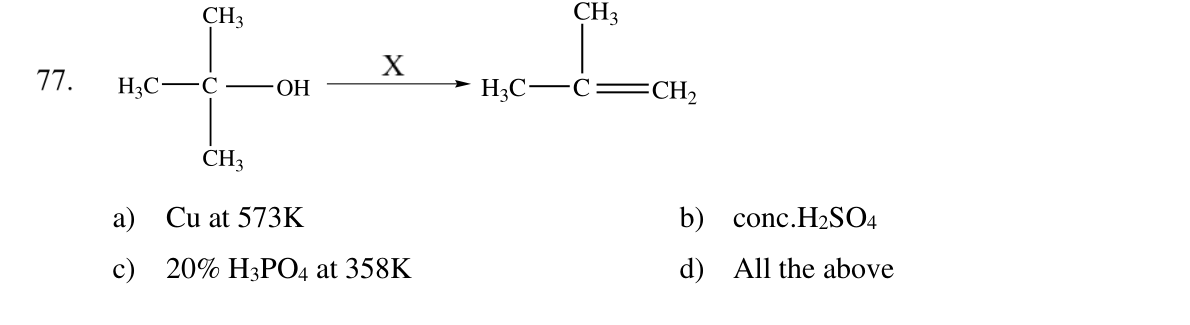 CH₃ CH₃
77. H₃C—C—OH X H₃C—C=CH₂
CH₃
a) Cu at 573K b) conc.H₂SO₄
c) 20% H₃PO₄ at 358K d) All the above